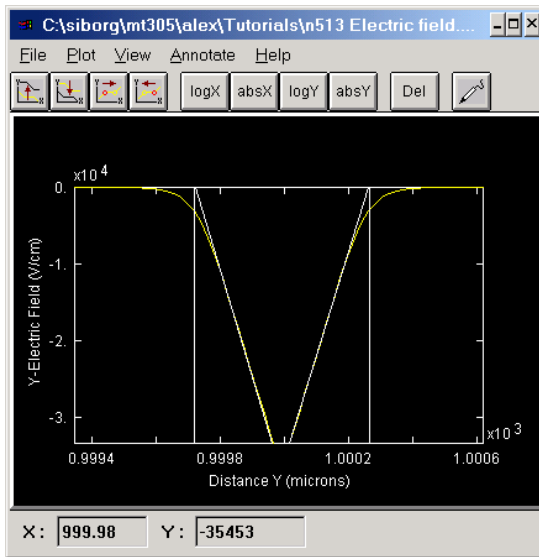 C:\siborg\mt305\alex\Tutorials\n513 Electric field....
File Plot View Annotate Help
logX absX logY absY Del
x10 4
0.
-1.
-2.
-3.
Y-Electric Field (V/cm)
x10 3
0.9994 0.9998 1.0002 1.0006
Distance Y (microns)
X: 999.98 Y: -35453